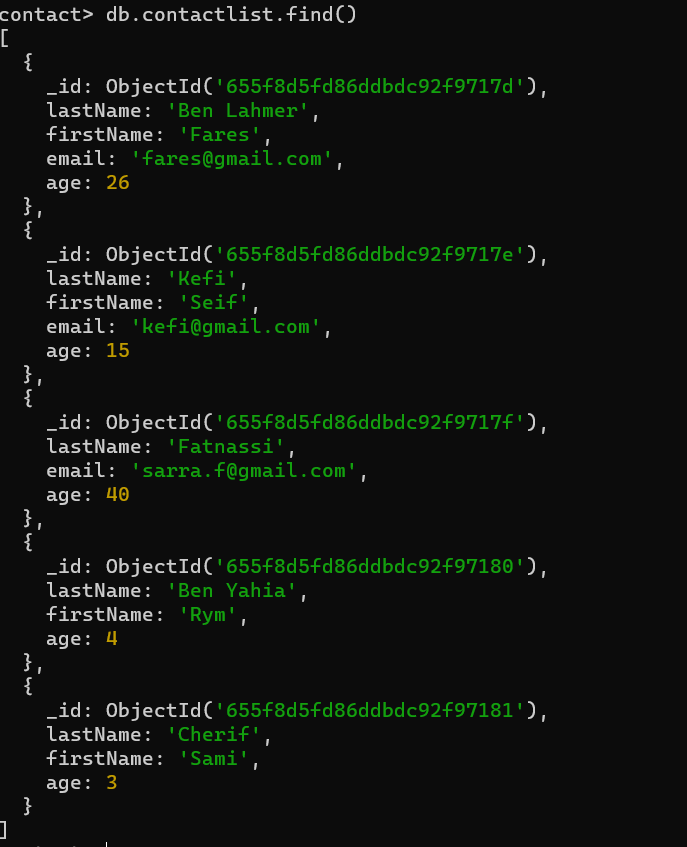 contact> db.contactlist.find()
[
  {
    _id: ObjectId('655f8d5fd86ddbdc92f9717d'),
    lastName: 'Ben Lahmer',
    firstName: 'Fares',
    email: 'fares@gmail.com',
    age: 26
  },
  {
    _id: ObjectId('655f8d5fd86ddbdc92f9717e'),
    lastName: 'Kefi',
    firstName: 'Seif',
    email: 'kefi@gmail.com',
    age: 15
  },
  {
    _id: ObjectId('655f8d5fd86ddbdc92f9717f'),
    lastName: 'Fatnassi',
    email: 'sarra.f@gmail.com',
    age: 40
  },
  {
    _id: ObjectId('655f8d5fd86ddbdc92f97180'),
    lastName: 'Ben Yahia',
    firstName: 'Rym',
    age: 4
  },
  {
    _id: ObjectId('655f8d5fd86ddbdc92f97181'),
    lastName: 'Cherif',
    firstName: 'Sami',
    age: 3
  }
]